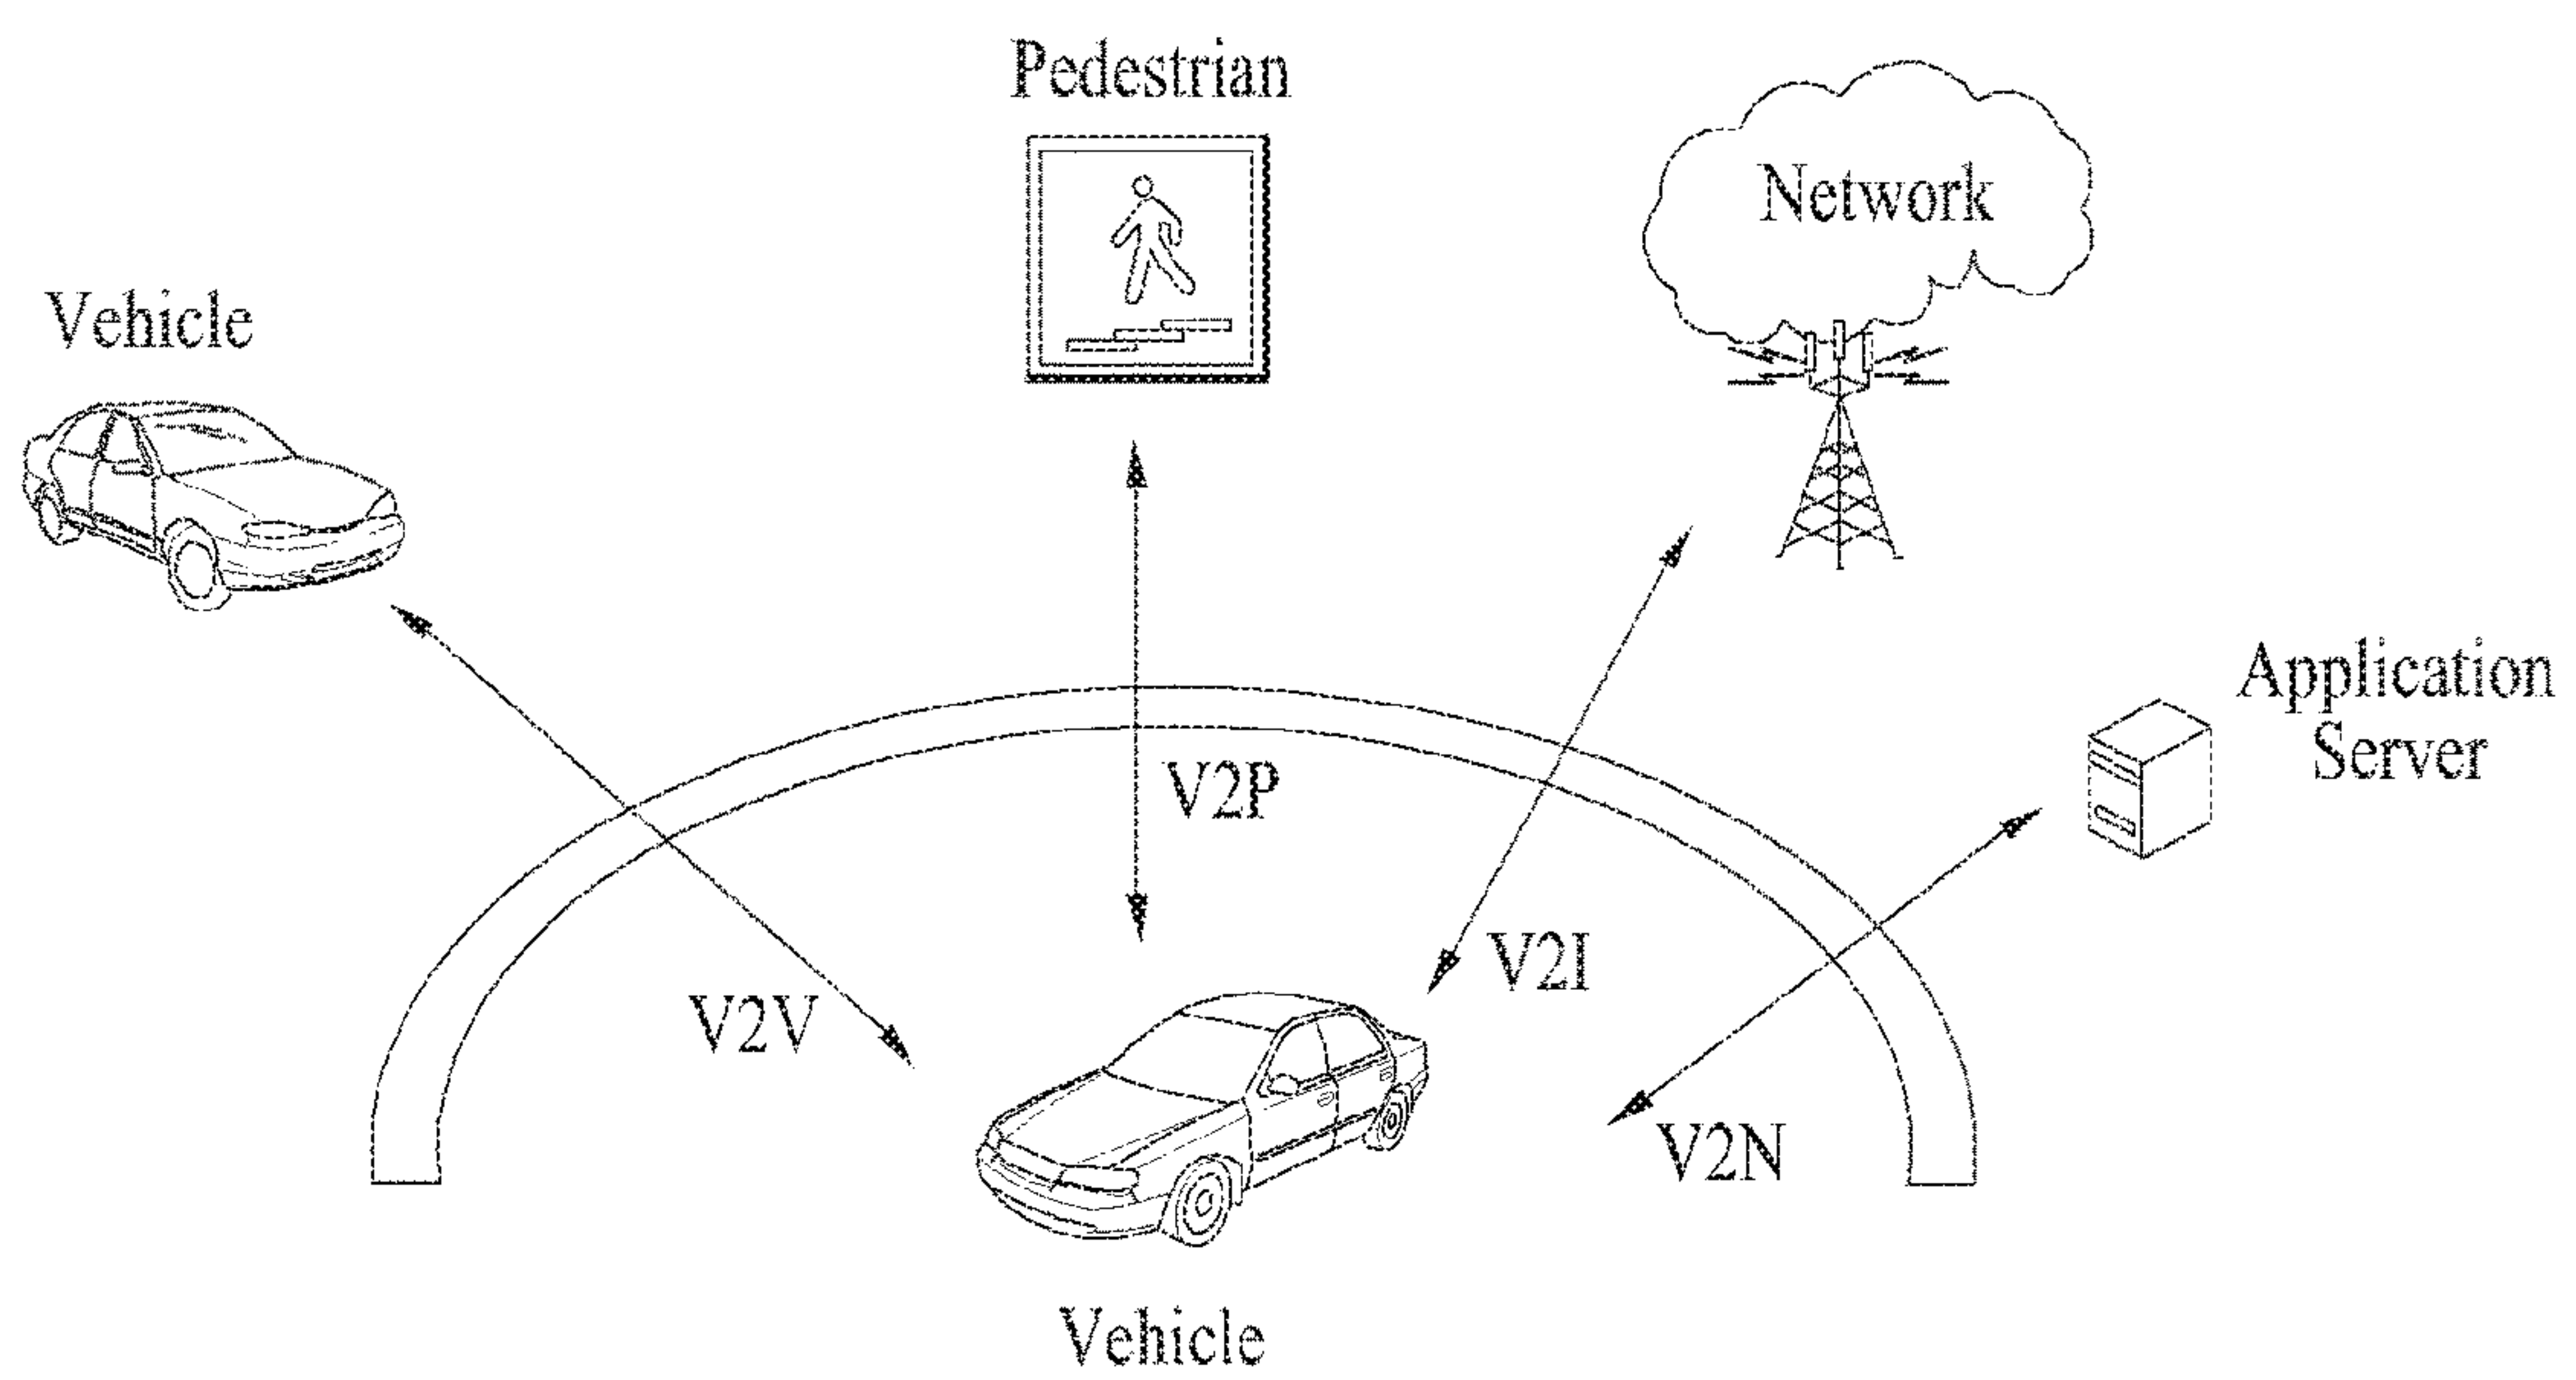 Pedestrian
Network
Vehicle
Application
Server
V2P
V2I
V2V
V2N
Vehicle